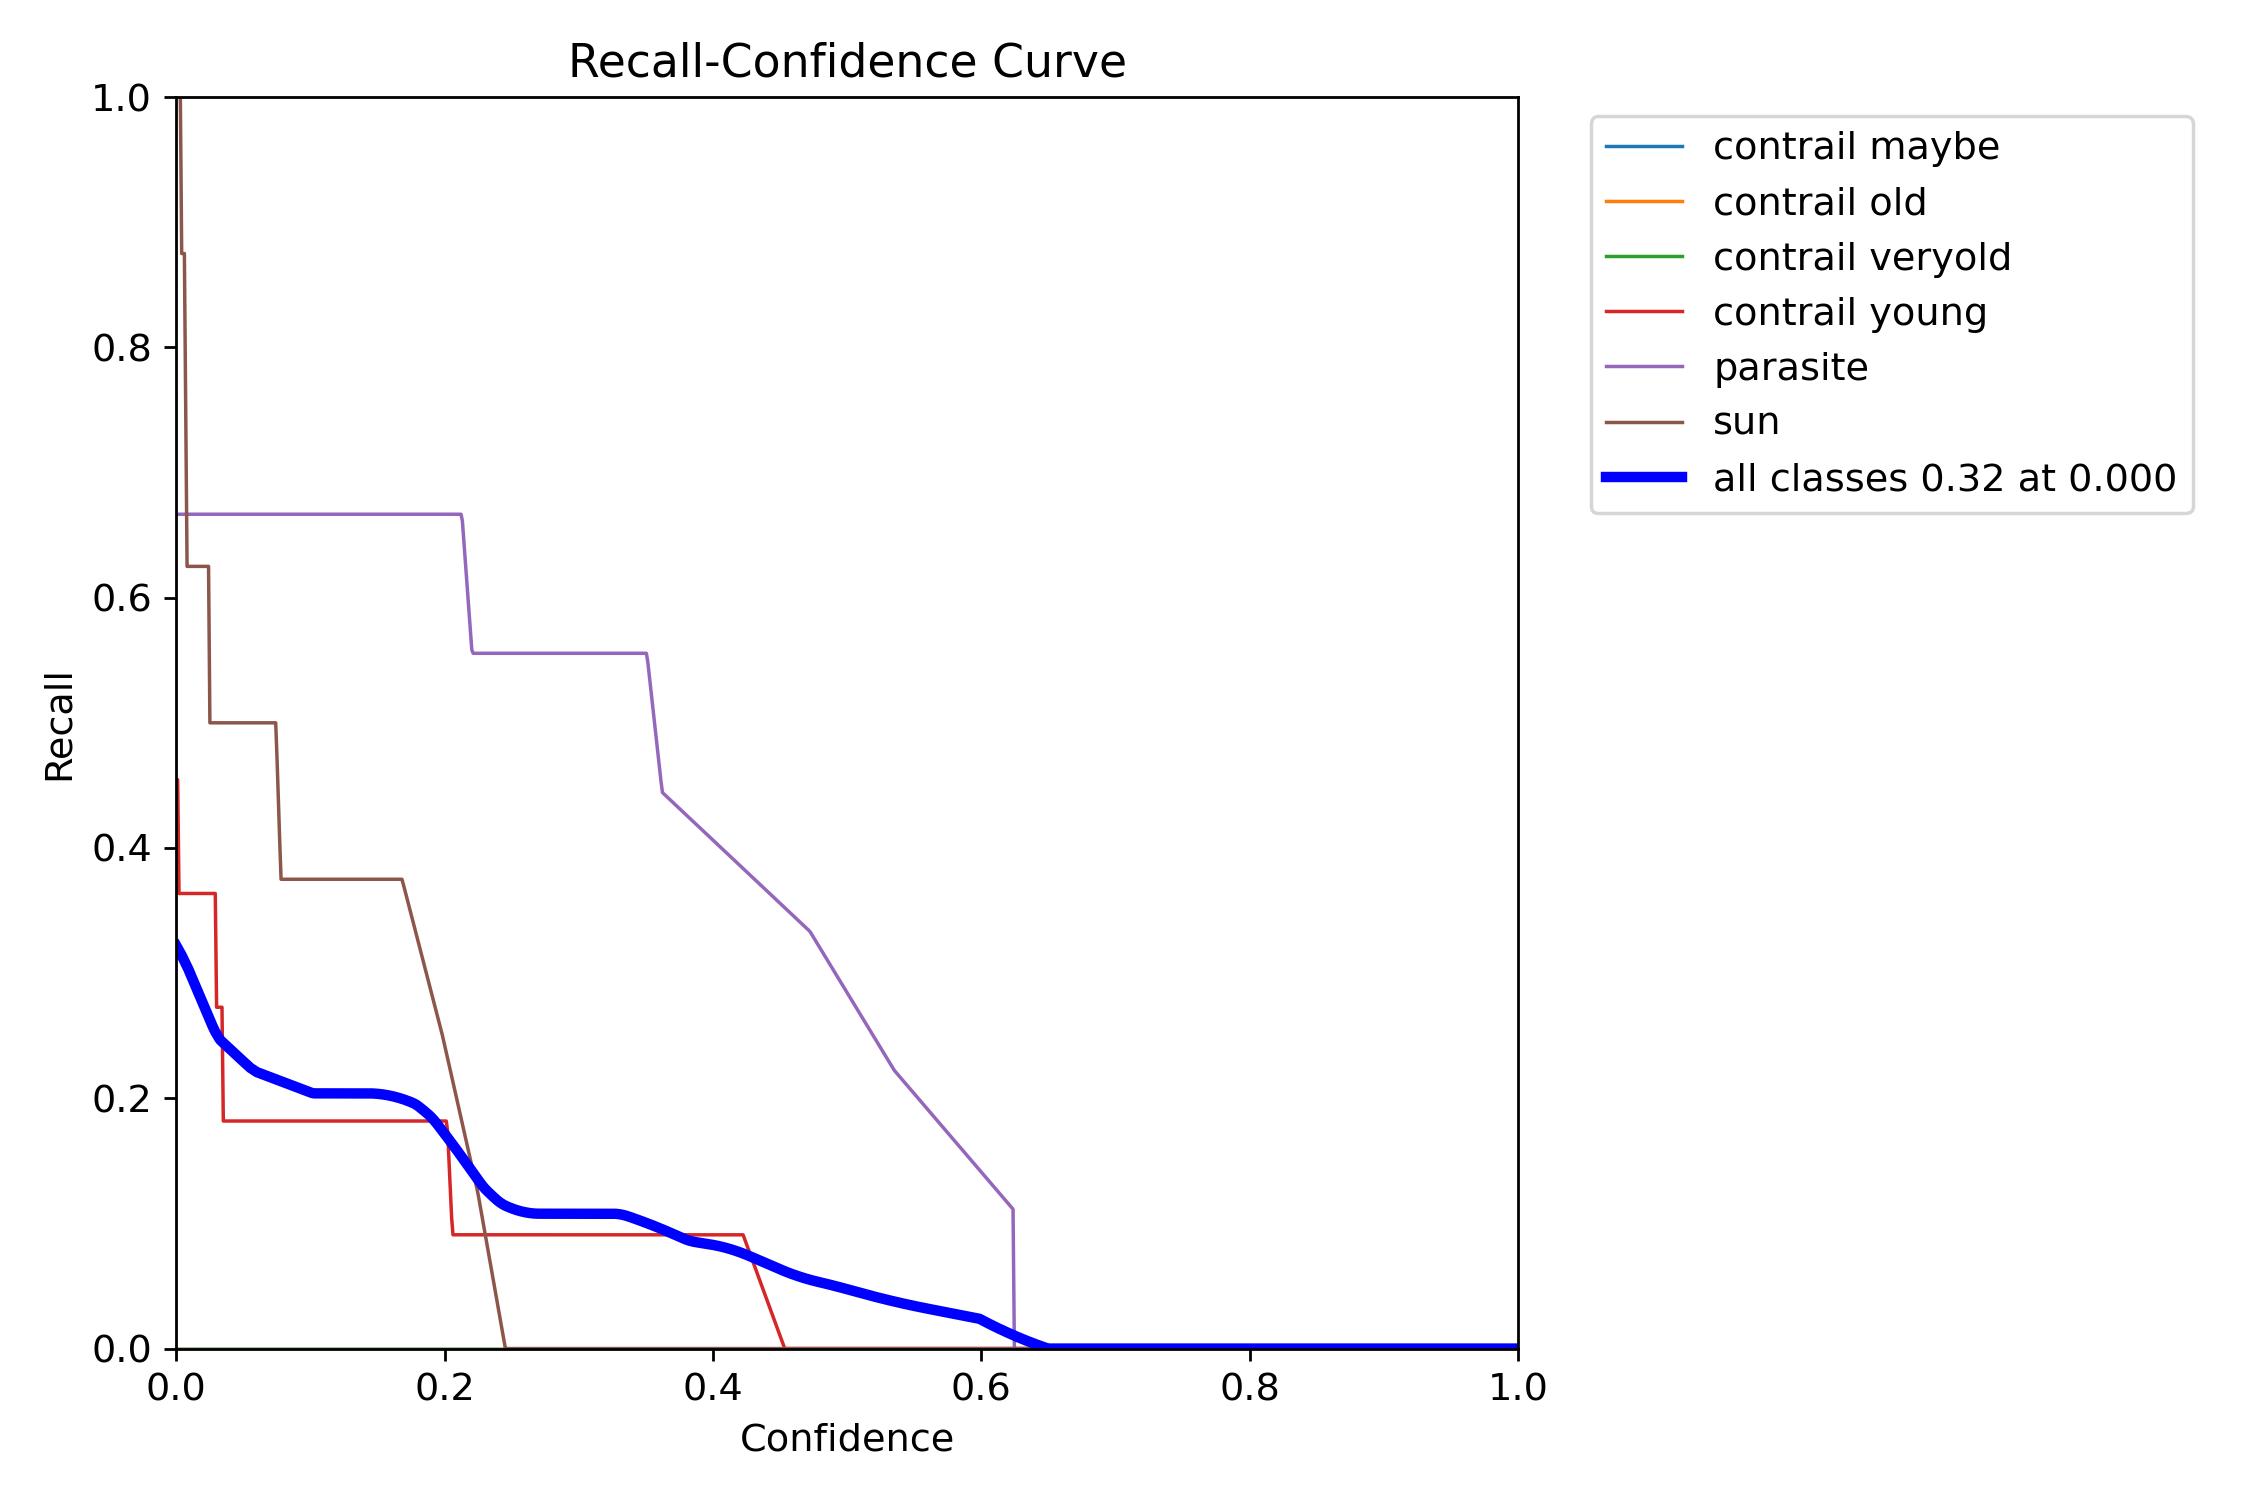 Recall-Confidence Curve
1.0
0.8
0.6
0.4
0.2
0.0
Recall
0.0 0.2 0.4 0.6 0.8 1.0
Confidence
contrail maybe
contrail old
contrail veryold
contrail young
parasite
sun
all classes 0.32 at 0.000